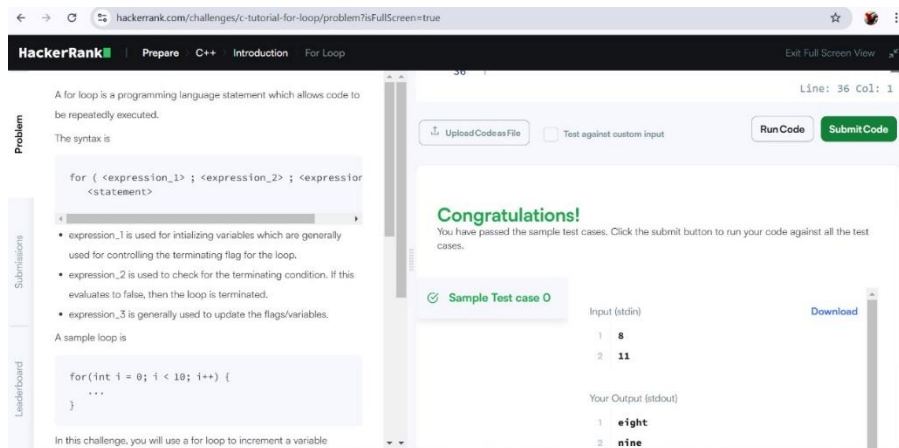 hackerrank.com/challenges/c-tutorial-for-loop/problem?isFullScreen=true
HackerRank
Prepare
C++
Introduction
For Loop
Exit Full Screen View
Problem
Submissions
Leaderboard
A for loop is a programming language statement which allows code to
be repeatedly executed.
The syntax is
for ( <expression_1> ; <expression_2> ; <expression
<statement>
• expression_1 is used for intializing variables which are generally
used for controlling the terminating flag for the loop.
• expression_2 is used to check for the terminating condition. If this
evaluates to false, then the loop is terminated.
• expression_3 is generally used to update the flags/variables.
A sample loop is
for(int i = 0; i < 10; i++) {
...
}
In this challenge, you will use a for loop to increment a variable
36
Line: 36 Col: 1
Upload Code as File
Test against custom input
Run Code
Submit Code
Congratulations!
You have passed the sample test cases. Click the submit button to run your code against all the test
cases.
Sample Test case 0
Input (stdin)
Download
1 8
2 11
Your Output (stdout)
1 eight
2 nine